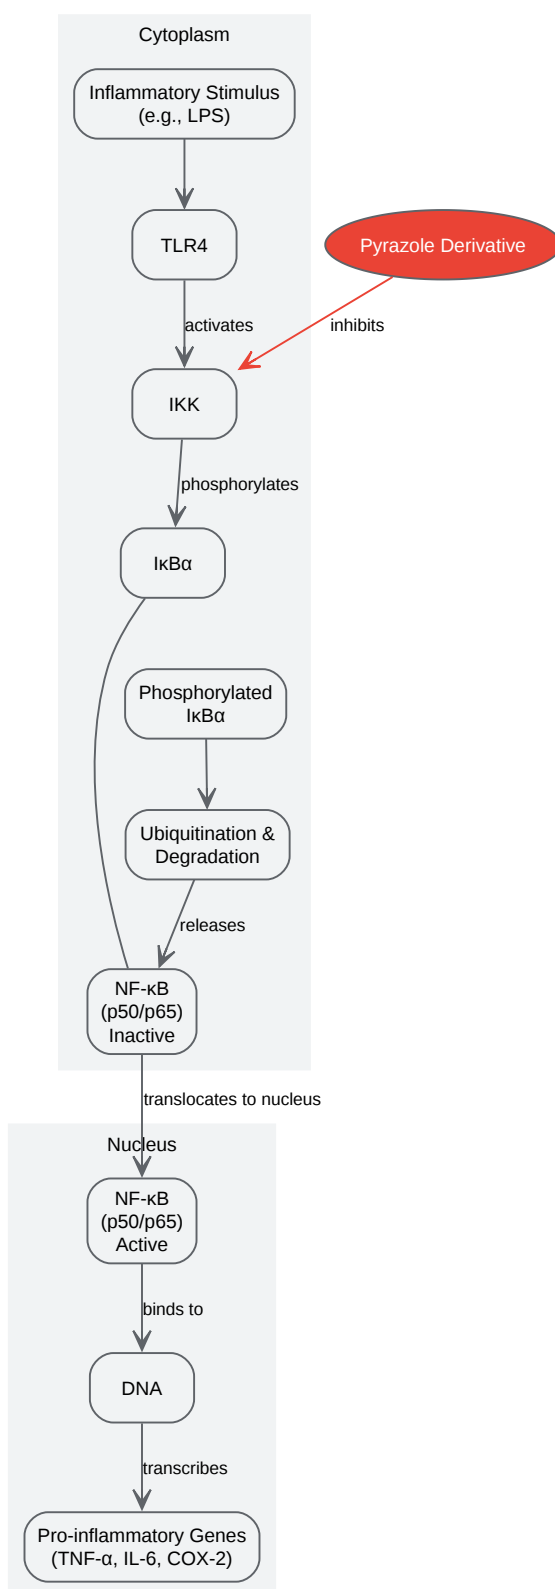 Cytoplasm
Inflammatory Stimulus
(e.g., LPS)
TLR4
Pyrazole Derivative
activates
inhibits
IKK
phosphorylates
IκBα
Phosphorylated
IκBα
Ubiquitination &
Degradation
releases
NF-κB
(p50/p65)
Inactive
translocates to nucleus
Nucleus
NF-κB
(p50/p65)
Active
binds to
DNA
transcribes
Pro-inflammatory Genes
(TNF-α, IL-6, COX-2)